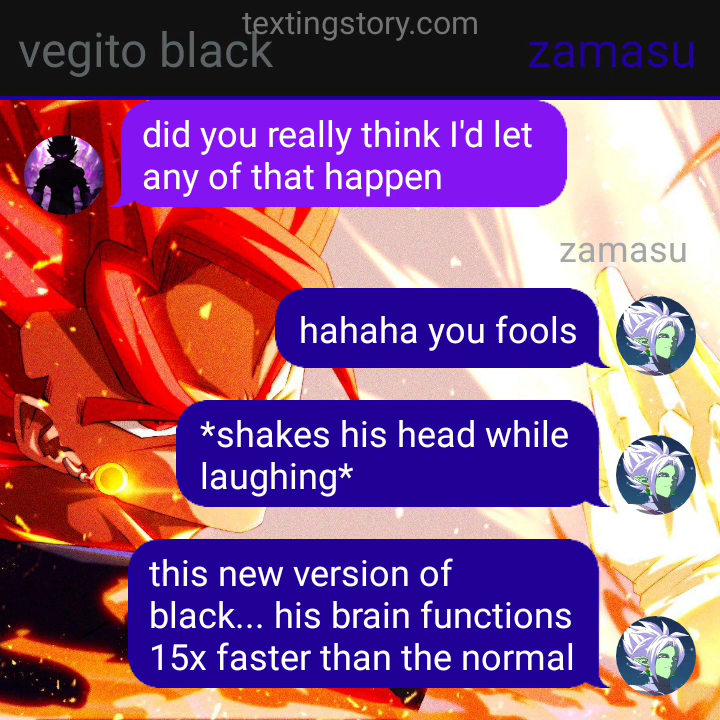 textingstory.com
vegito black
zamasu
did you really think I'd let
any of that happen
zamasu
hahaha you fools
*shakes his head while
laughing*
this new version of
black... his brain functions
15x faster than the normal